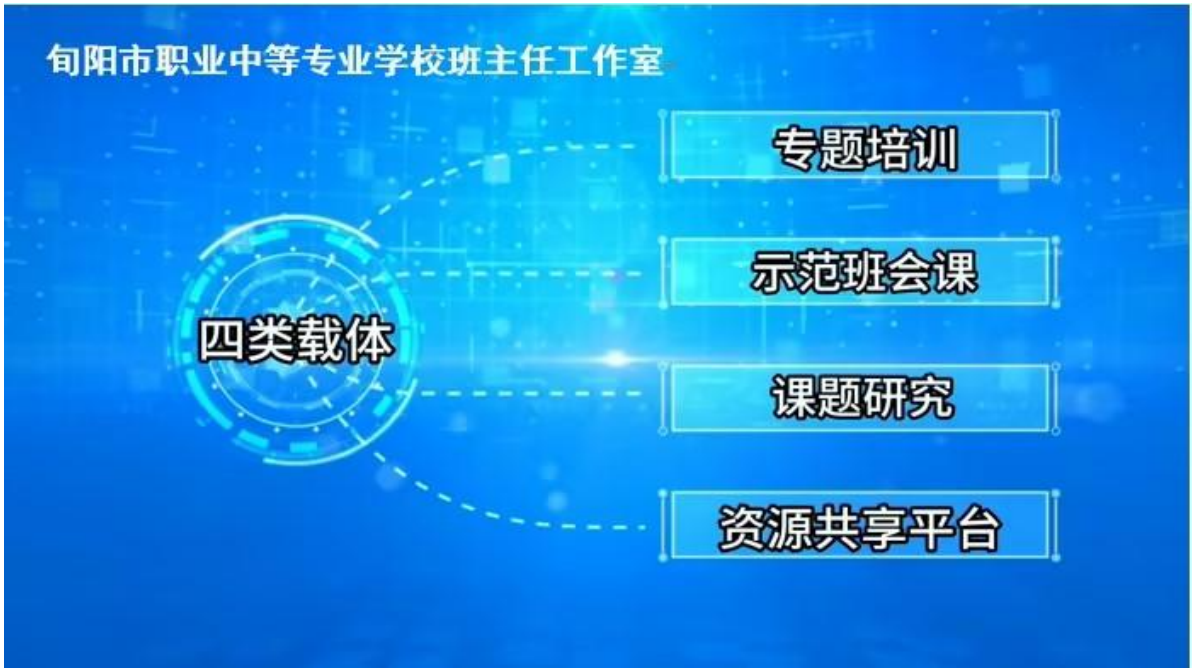 旬阳市职业中等专业学校班主任工作室
四类载体
专题培训
示范班会课
课题研究
资源共享平台